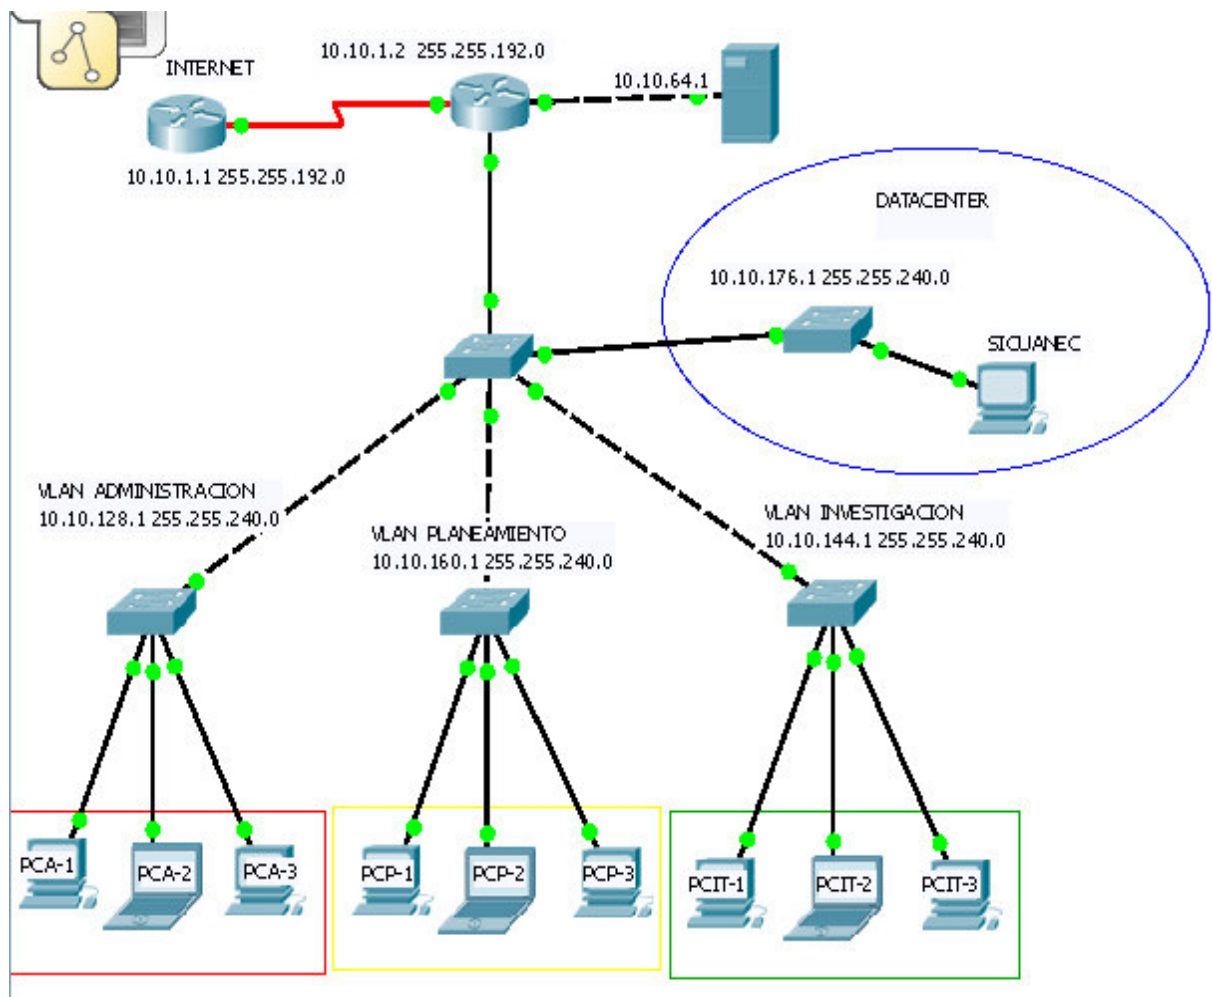 INTERNET
10.10.1.2 255.255.192.0
10.10.64.1
10.10.1.1 255.255.192.0
DATACENTER
10.10.176.1 255.255.240.0
SICUANEC
VLAN ADMINISTRACION
10.10.128.1 255.255.240.0
VLAN PLANEAMIENTO
10.10.160.1 255.255.240.0
VLAN INVESTIGACION
10.10.144.1 255.255.240.0
PCA-1
PCA-2
PCA-3
PCP-1
PCP-2
PCP-3
PCIT-1
PCIT-2
PCIT-3